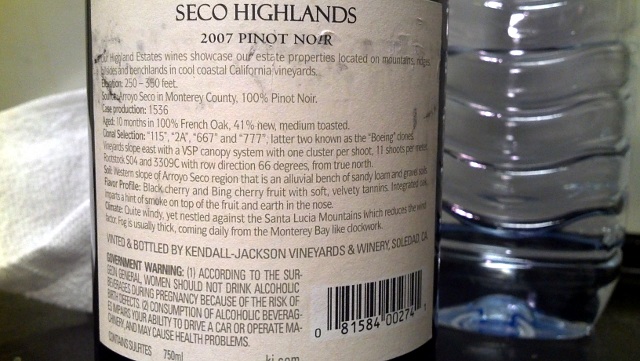 SECO HIGHLANDS
2007 PINOT NOIR
Highland Estates wines showcase our estate properties located on mountains, ridges,
hillsides and benchlands in cool coastal California vineyards.
Elevation: 250 – 350 feet.
Source: Arroyo Seco in Monterey County, 100% Pinot Noir.
Case production: 1536
Aged: 10 months in 100% French Oak, 41% new, medium toasted.
Clonal Selection: "115", "2A", "667" and "777", latter two known as the "Boeing" clones.
Vineyards slope east with a VSP canopy system with one cluster per shoot, 11 shoots per meter.
Rootstock 504 and 3309C with row direction 66 degrees, from true north.
Soil: Western slope of Arroyo Seco region that is an alluvial bench of sandy loam and gravel soils.
Flavor Profile: Black cherry and Bing cherry fruit with soft, velvety tannins. Integrated oak,
imparts a hint of smoke on top of the fruit and earth in the nose.
Climate: Quite windy, yet nestled against the Santa Lucia Mountains which reduces the wind
factor. Fog is usually thick, coming daily from the Monterey Bay like clockwork.
VINTED & BOTTLED BY KENDALL-JACKSON VINEYARDS & WINERY, SOLEDAD, CA
GOVERNMENT WARNING: (1) ACCORDING TO THE SUR-
GEON GENERAL, WOMEN SHOULD NOT DRINK ALCOHOLIC
BEVERAGES DURING PREGNANCY BECAUSE OF THE RISK OF
BIRTH DEFECTS. (2) CONSUMPTION OF ALCOHOLIC BEVERAG-
ES IMPAIRS YOUR ABILITY TO DRIVE A CAR OR OPERATE MA-
CHINERY, AND MAY CAUSE HEALTH PROBLEMS.
CONTAINS SULFITES 750ml kj.com
0 81584 00274 1